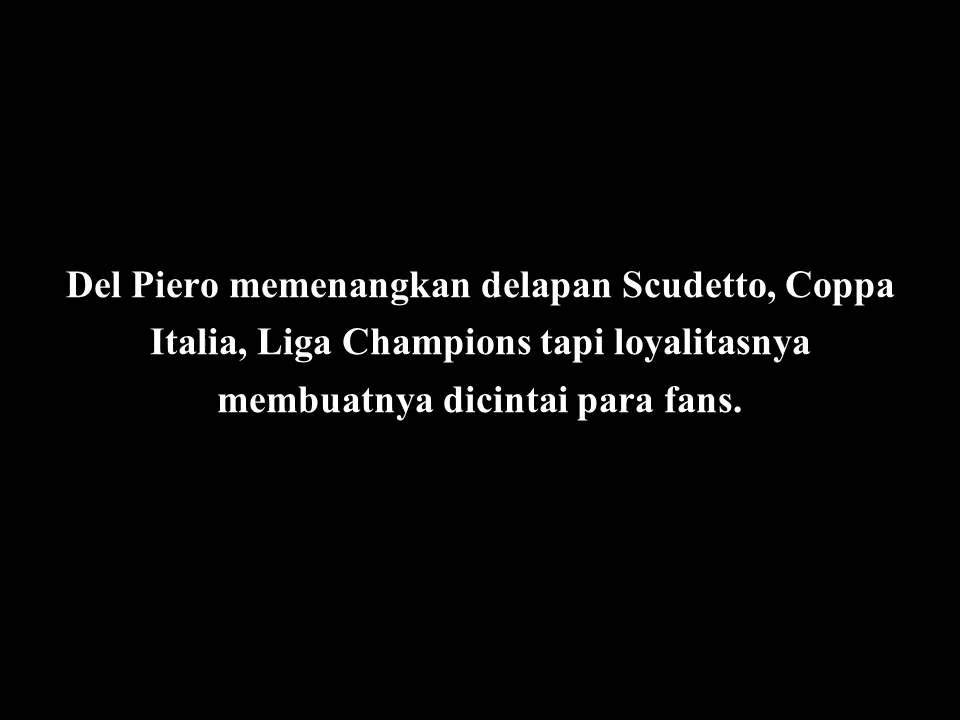 Del Piero memenangkan delapan Scudetto, Coppa
Italia, Liga Champions tapi loyalitasnya
membuatnya dicintai para fans.